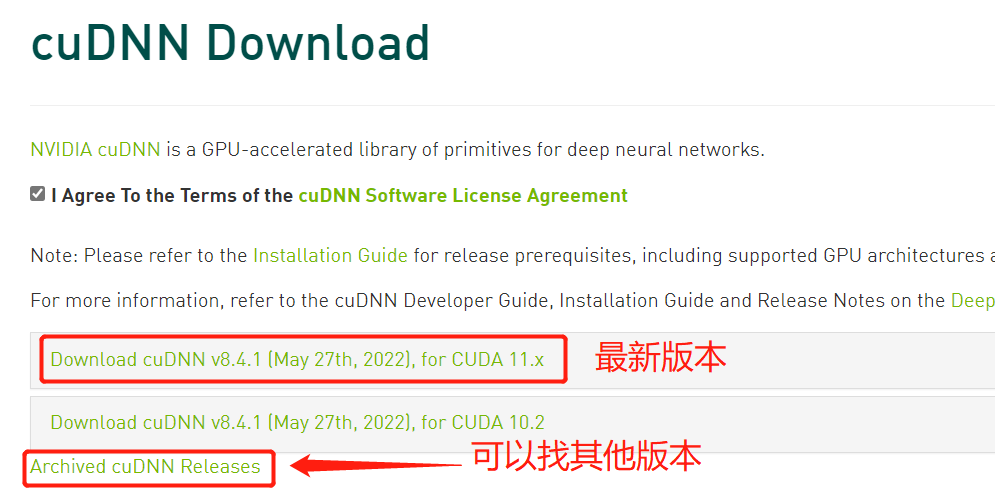 cuDNN Download
NVIDIA cuDNN is a GPU-accelerated library of primitives for deep neural networks.
I Agree To the Terms of the cuDNN Software License Agreement
Note: Please refer to the Installation Guide for release prerequisites, including supported GPU architectures a
For more information, refer to the cuDNN Developer Guide, Installation Guide and Release Notes on the Deep
Download cuDNN v8.4.1 (May 27th, 2022), for CUDA 11.x 最新版本
Download cuDNN v8.4.1 (May 27th, 2022), for CUDA 10.2
Archived cuDNN Releases 可以找其他版本